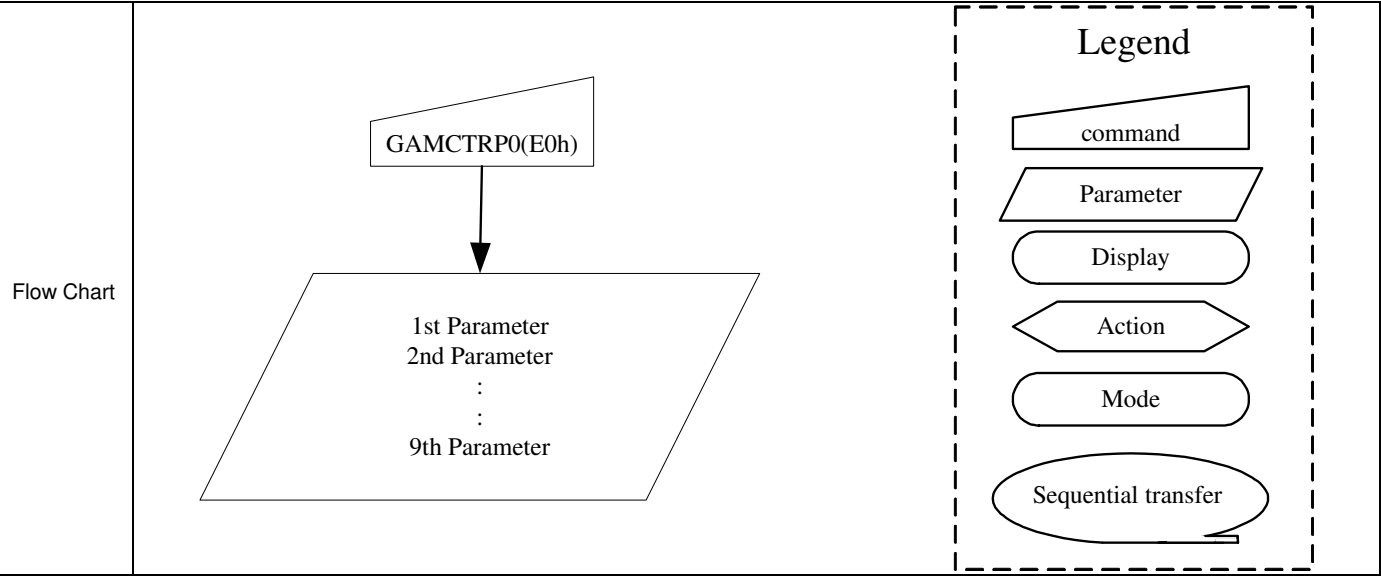 Flow Chart
GAMCTRP0(E0h)
1st Parameter
2nd Parameter
:
:
9th Parameter
Legend
command
Parameter
Display
Action
Mode
Sequential transfer